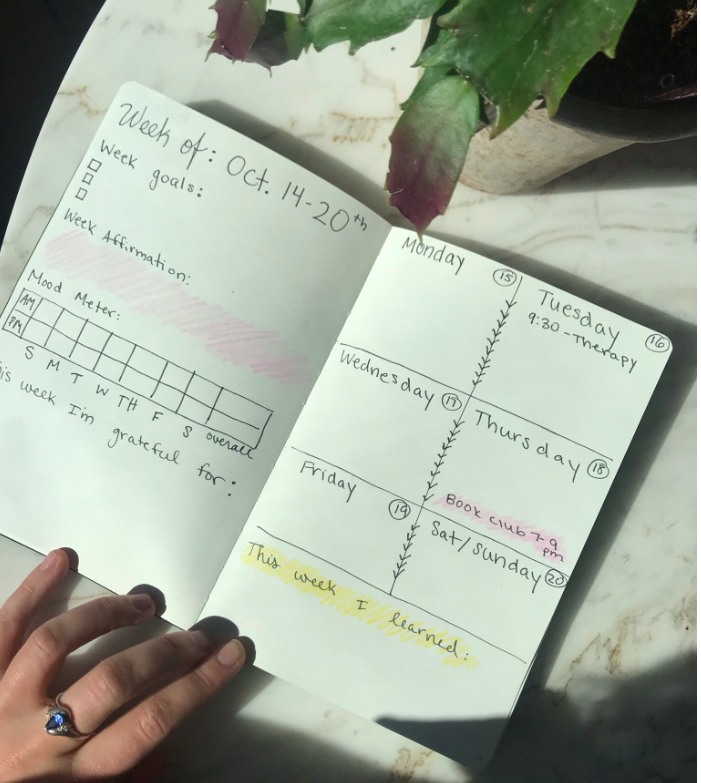 Week of: Oct. 14-20th
Week goals:
Week Affirmation:
Mood Meter:
AM
PM
S M T W TH F S overall
is week I'm grateful for:
Monday 15
Tuesday 16
9:30 - Therapy
Wednesday 17
Thursday 18
Book club 7-9 pm
Friday 19
Sat/Sunday 20
This week I learned: